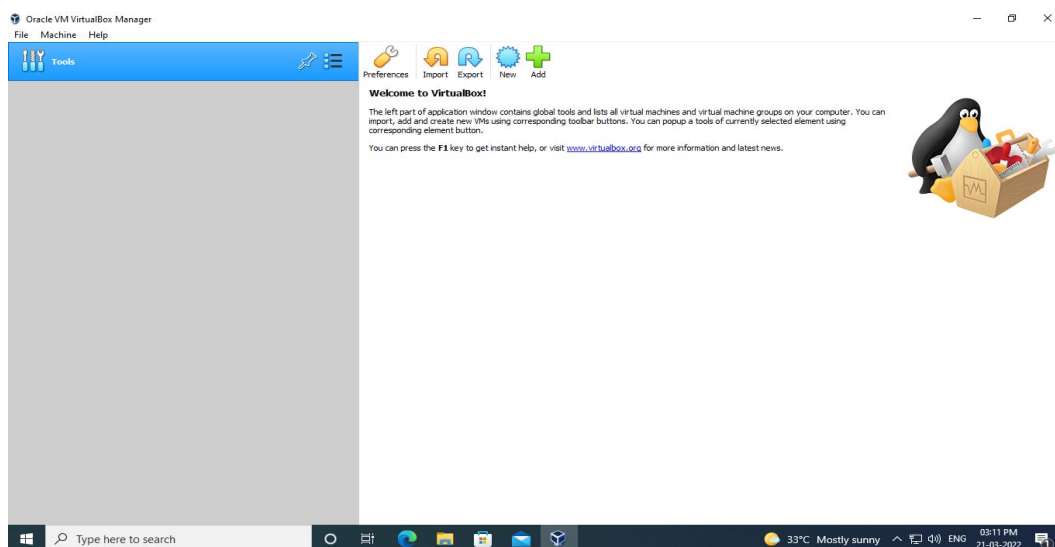 Oracle VM VirtualBox Manager
File Machine Help
Tools
Preferences Import Export New Add
Welcome to VirtualBox!
The left part of application window contains global tools and lists all virtual machines and virtual machine groups on your computer. You can
import, add and create new VMs using corresponding toolbar buttons. You can popup a tools of currently selected element using
corresponding element button.
You can press the F1 key to get instant help, or visit www.virtualbox.org for more information and latest news.
Type here to search
33°C Mostly sunny
ENG
03:11 PM
21-03-2022